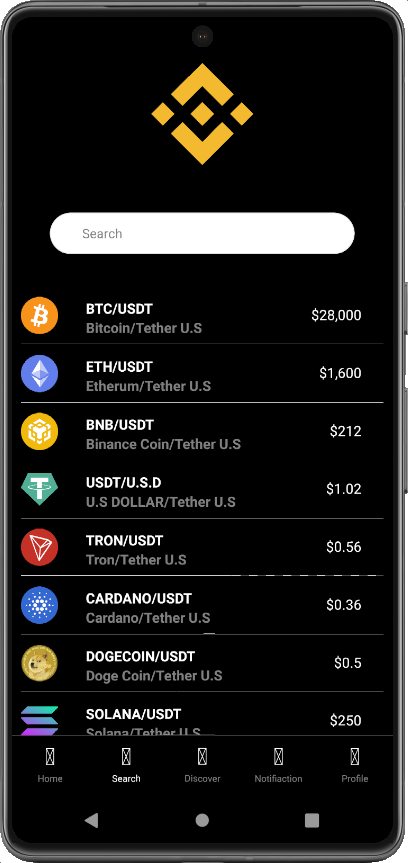 Search
BTC/USDT
Bitcoin/Tether U.S
$28,000
ETH/USDT
Etherum/Tether U.S
$1,600
BNB/USDT
Binance Coin/Tether U.S
$212
USDT/U.S.D
U.S DOLLAR/Tether U.S
$1.02
TRON/USDT
Tron/Tether U.S
$0.56
CARDANO/USDT
Cardano/Tether U.S
$0.36
DOGECOIN/USDT
Doge Coin/Tether U.S
$0.5
SOLANA/USDT
Solana/Tether U.S
$250
Home
Search
Discover
Notifiaction
Profile